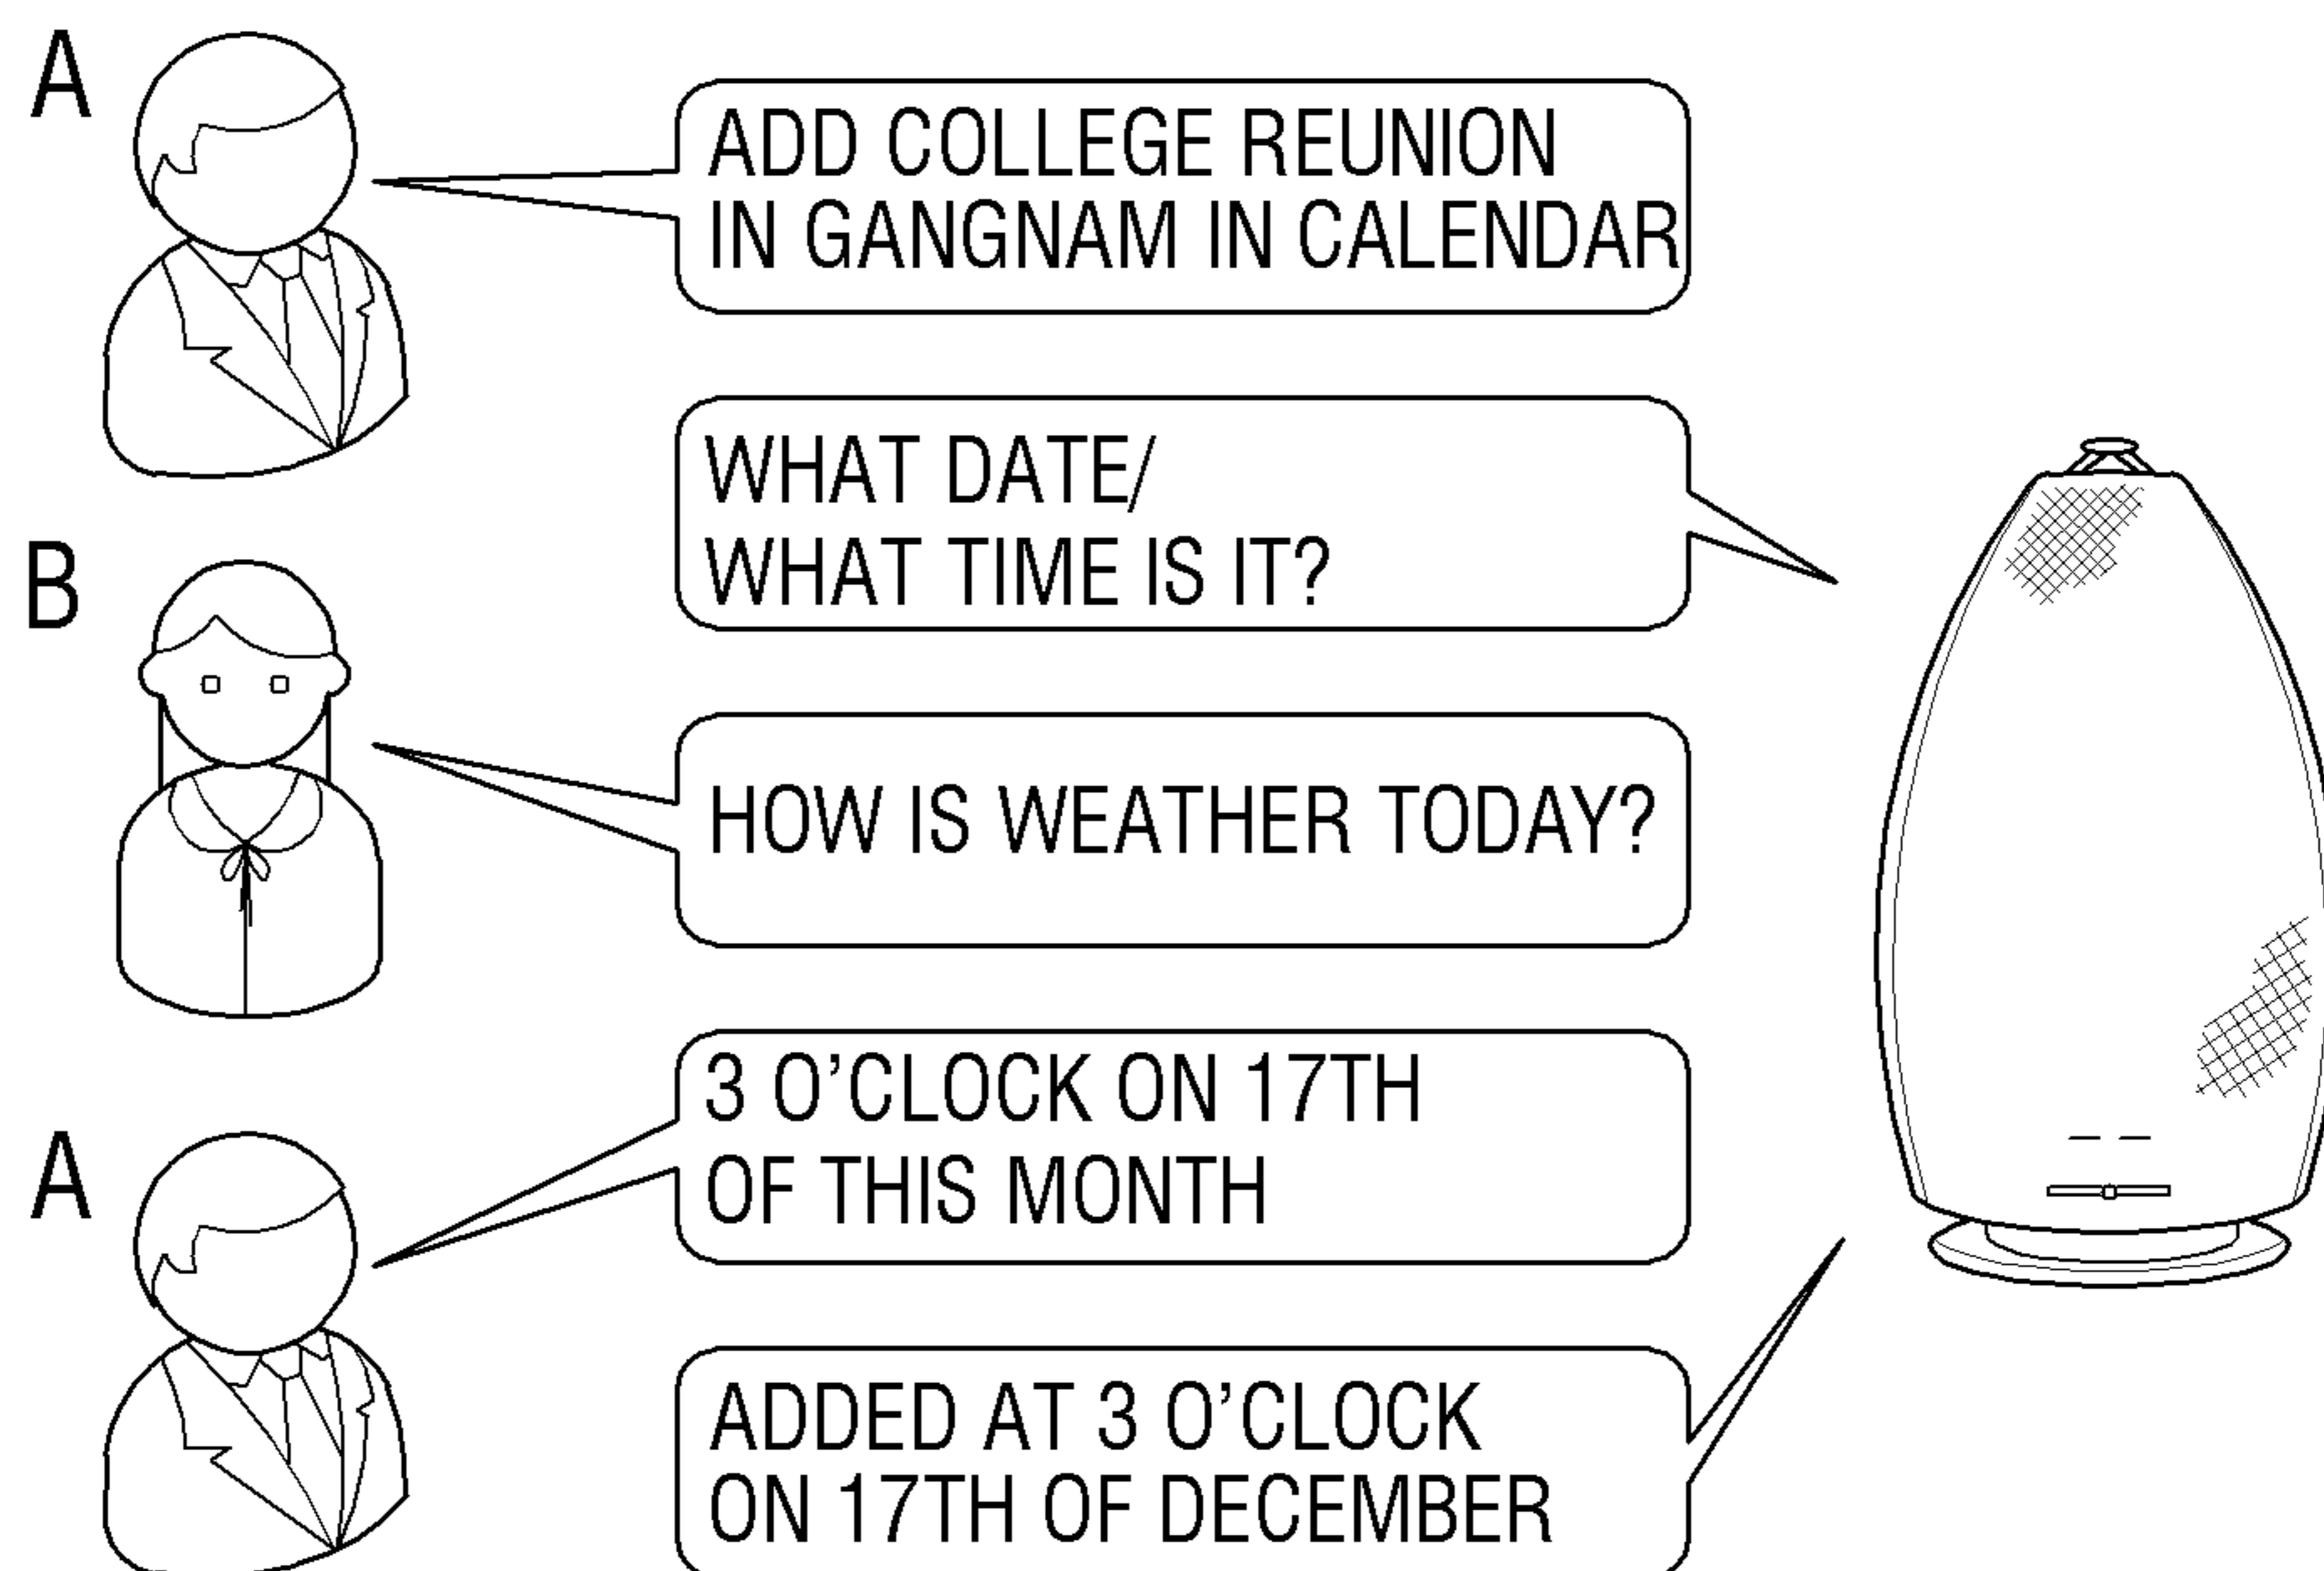 A
ADD COLLEGE REUNION
IN GANGNAM IN CALENDAR
WHAT DATE/
WHAT TIME IS IT?
B
HOW IS WEATHER TODAY?
A
3 O'CLOCK ON 17TH
OF THIS MONTH
ADDED AT 3 O'CLOCK
ON 17TH OF DECEMBER